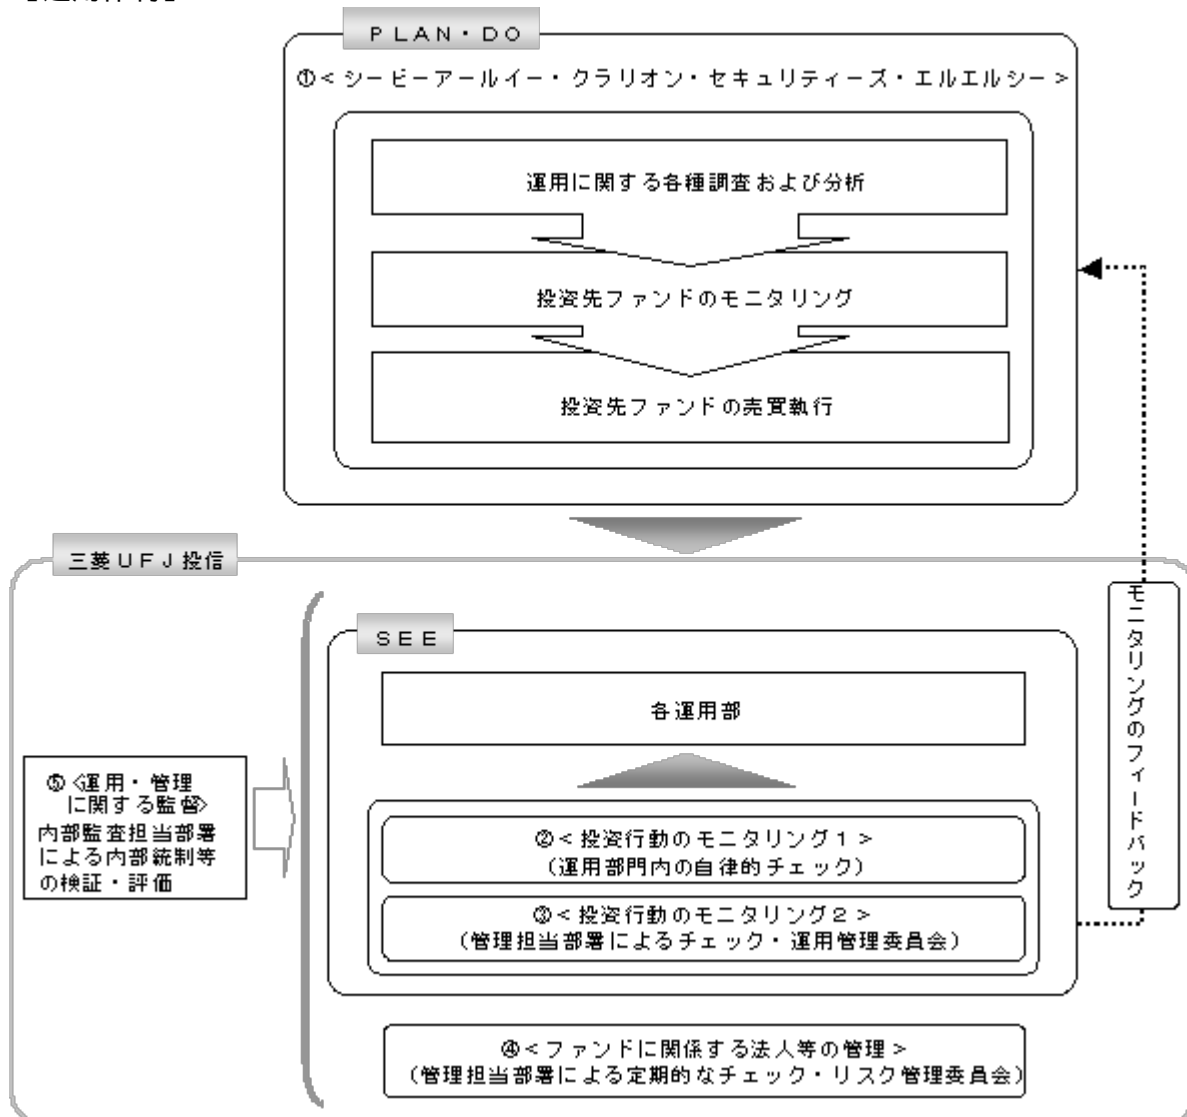 PLAN・DO
①<シービーアールイー・クラリオン・セキュリティーズ・エルエルシー>
運用に関する各種調査および分析
投資先ファンドのモニタリング
投資先ファンドの売買執行
三菱UFJ投信
SEE
各運用部
②<投資行動のモニタリング1>
(運用部門内の自律的チェック)
③<投資行動のモニタリング2>
(管理担当部署によるチェック・運用管理委員会)
④<ファンドに関係する法人等の管理>
(管理担当部署による定期的なチェック・リスク管理委員会)
⑤<運用・管理
に関する監督>
内部監査担当部署
による内部統制等
の検証・評価
モニタリングのフィードバック